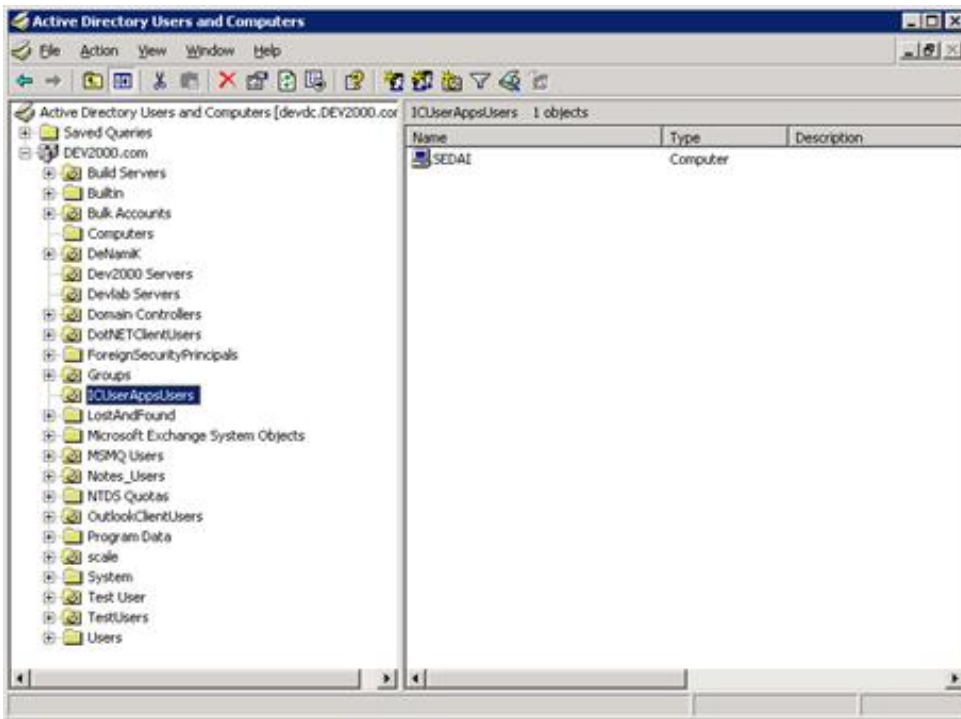 Active Directory Users and Computers
File Action View Window Help
Active Directory Users and Computers [devdc.DEV2000.cor
ICUserAppsUsers 1 objects
Name Type Description
SEDAI Computer
Saved Queries
DEV2000.com
Build Servers
Builtin
Bulk Accounts
Computers
DeNamiK
Dev2000 Servers
Devlab Servers
Domain Controllers
DotNETClientUsers
ForeignSecurityPrincipals
Groups
ICUserAppsUsers
LostAndFound
Microsoft Exchange System Objects
MSMQ Users
Notes_Users
NTDS Quotas
OutlookClientUsers
Program Data
scale
System
Test User
TestUsers
Users